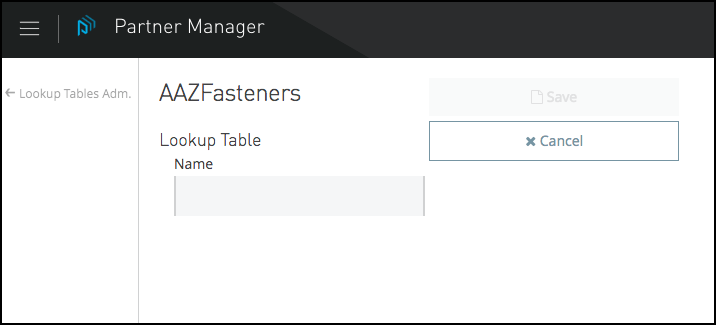 Partner Manager
← Lookup Tables Adm.
AAZFasteners
Save
Cancel
Lookup Table
Name